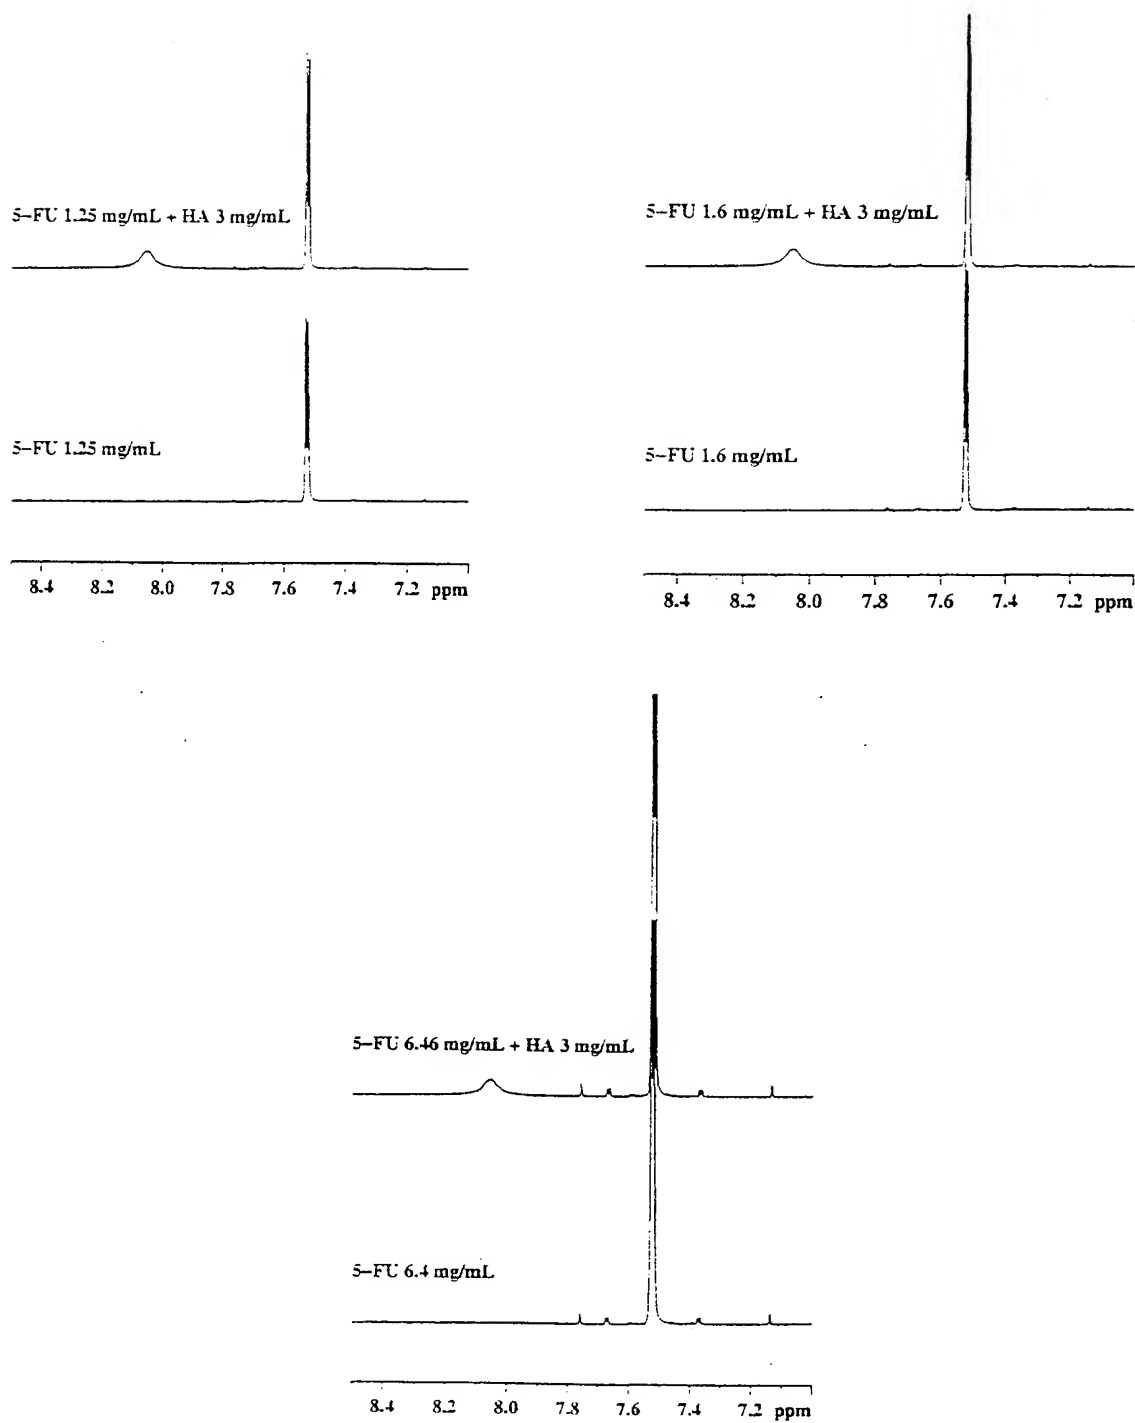 5-FU 1.25 mg/mL + HA 3 mg/mL
5-FU 1.25 mg/mL
8.4 8.2 8.0 7.8 7.6 7.4 7.2 ppm
5-FU 1.6 mg/mL + HA 3 mg/mL
5-FU 1.6 mg/mL
8.4 8.2 8.0 7.8 7.6 7.4 7.2 ppm
5-FU 6.46 mg/mL + HA 3 mg/mL
5-FU 6.4 mg/mL
8.4 8.2 8.0 7.8 7.6 7.4 7.2 ppm